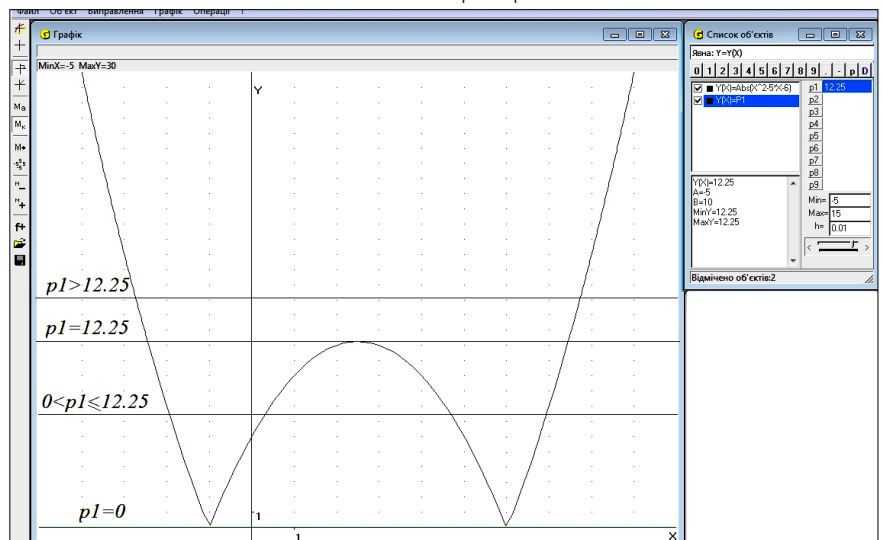 Файл Об'єкт Виправлення Графік Операції ?
Графік
MinX=-5 MaxY=30
Y
p1>12.25
p1=12.25
0<p1⩽12.25
p1=0
1
1
X
Ma
Mк
M
M
f+
Список об'єктів
Явна: Y=Y(X)
0 1 2 3 4 5 6 7 8 9 . - p D
Y(X)=Abs(X^2-5*X-6)
Y(X)=P1
p1 12.25
p2
p3
p4
p5
p6
p7
p8
p9
Y(X)=12.25
A=-5
B=10
MinY=12.25
MaxY=12.25
Min= -5
Max= 15
h= 0.01
Відмічено об'єктів:2